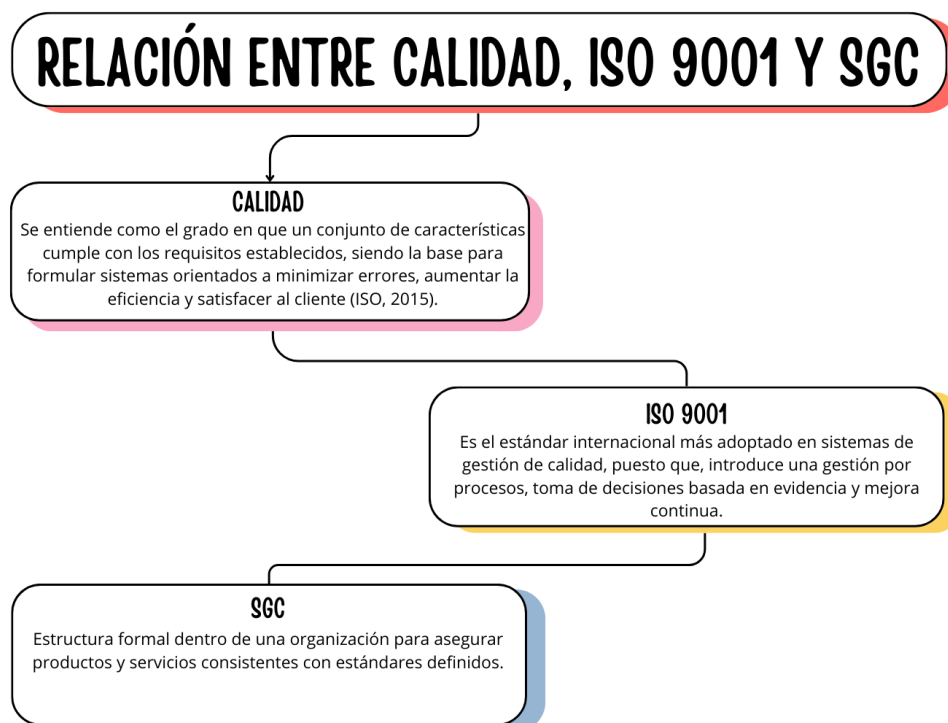 RELACIÓN ENTRE CALIDAD, ISO 9001 Y SGC
CALIDAD
Se entiende como el grado en que un conjunto de características
cumple con los requisitos establecidos, siendo la base para
formular sistemas orientados a minimizar errores, aumentar la
eficiencia y satisfacer al cliente (ISO, 2015).
ISO 9001
Es el estándar internacional más adoptado en sistemas de
gestión de calidad, puesto que, introduce una gestión por
procesos, toma de decisiones basada en evidencia y mejora
continua.
SGC
Estructura formal dentro de una organización para asegurar
productos y servicios consistentes con estándares definidos.